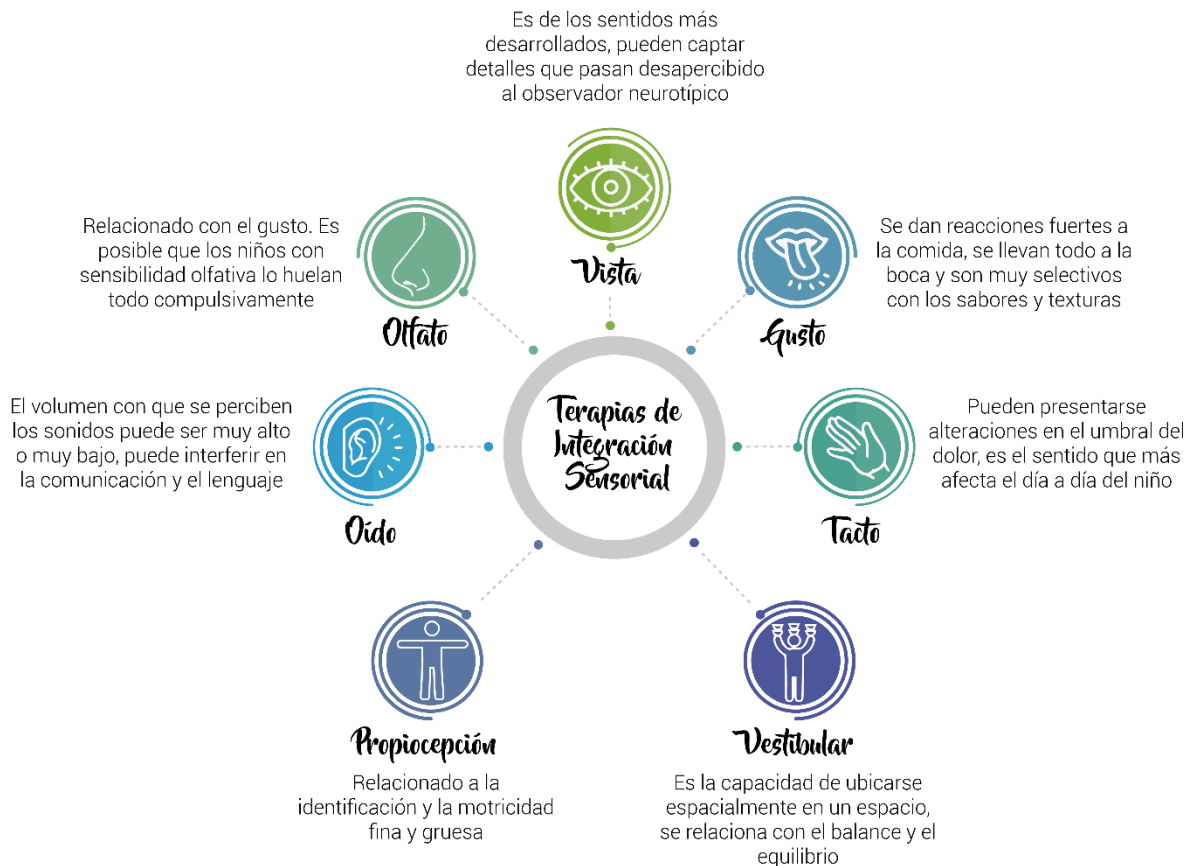 Es de los sentidos más
desarrollados, pueden captar
detalles que pasan desapercibido
al observador neurotípico
Vista
Relacionado con el gusto. Es
posible que los niños con
sensibilidad olfativa lo huelan
todo compulsivamente
Olfato
Se dan reacciones fuertes a
la comida, se llevan todo a la
boca y son muy selectivos
con los sabores y texturas
Gusto
El volumen con que se perciben
los sonidos puede ser muy alto
o muy bajo, puede interferir en
la comunicación y el lenguaje
Oído
Terapias de
Integración
Sensorial
Pueden presentarse
alteraciones en el umbral del
dolor, es el sentido que más
afecta el día a día del niño
Tacto
Propiocepción
Relacionado a la
identificación y la motricidad
fina y gruesa
Vestibular
Es la capacidad de ubicarse
espacialmente en un espacio,
se relaciona con el balance y el
equilibrio